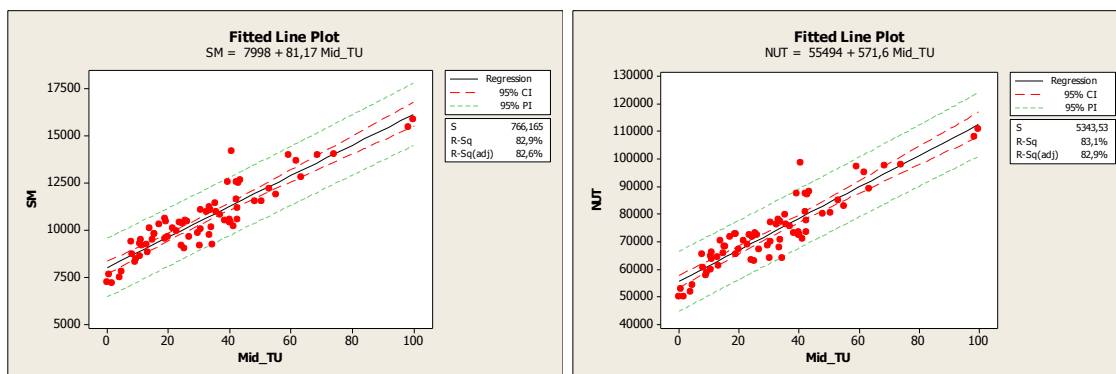 Fitted Line Plot
SM = 7998 + 81,17 Mid_TU
17500
15000
12500
10000
7500
5000
SM
0 20 40 60 80 100
Mid_TU
Regression
95% CI
95% PI
S 766,165
R-Sq 82,9%
R-Sq(adj) 82,6%
Fitted Line Plot
NUT = 55494 + 571,6 Mid_TU
130000
120000
110000
100000
90000
80000
70000
60000
50000
40000
NUT
0 20 40 60 80 100
Mid_TU
Regression
95% CI
95% PI
S 5343,53
R-Sq 83,1%
R-Sq(adj) 82,9%